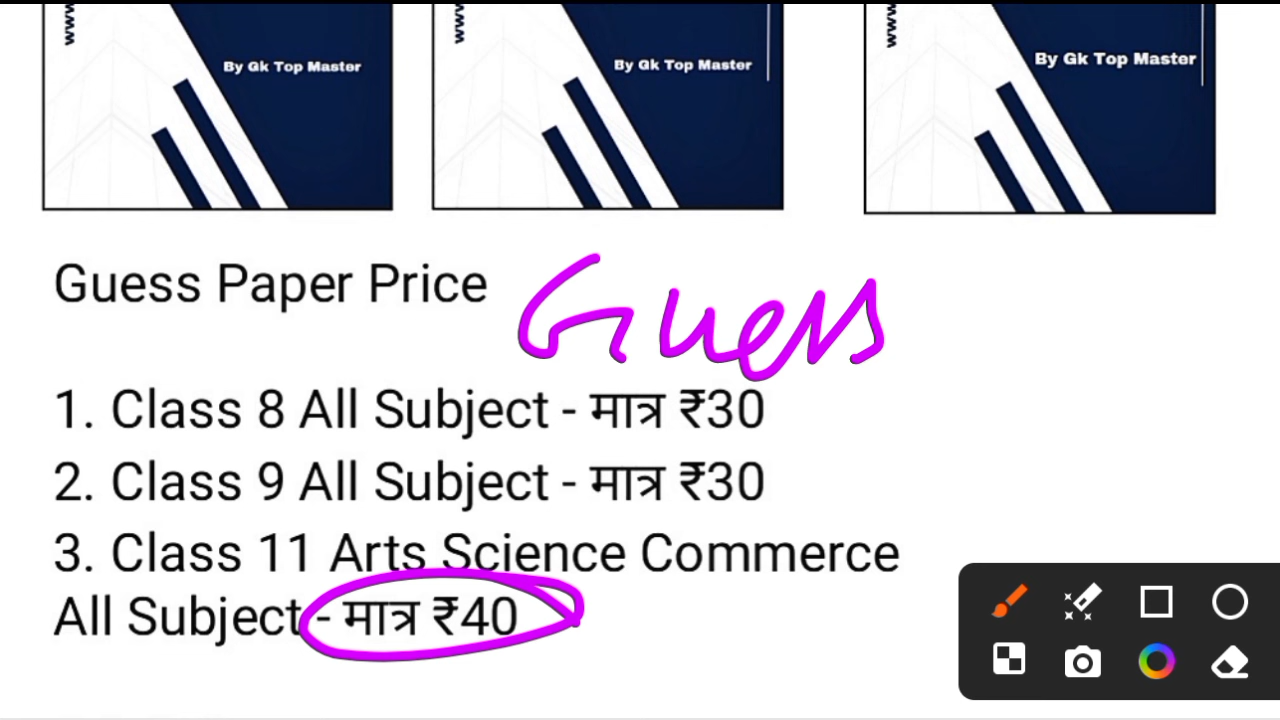 By Gk Top Master
By Gk Top Master
By Gk Top Master
Guess Paper Price
Guess
1. Class 8 All Subject - मात्र ₹30
2. Class 9 All Subject - मात्र ₹30
3. Class 11 Arts Science Commerce
All Subject - मात्र ₹40